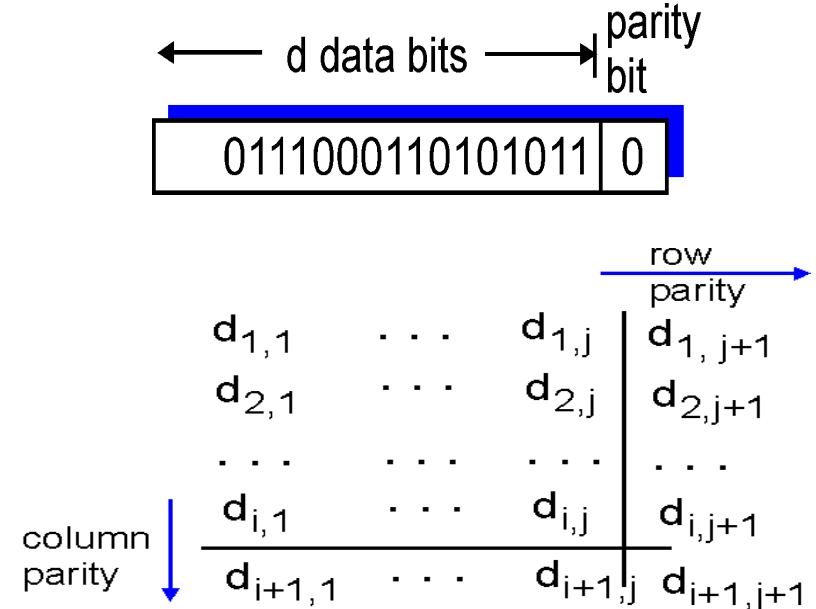 d data bits
parity
bit
0111000110101011 0
row
parity
d1,1 . . . d1,j d1, j+1
d2,1 . . . d2,j d2,j+1
. . . . . . . . . . . .
di,1 . . . di,j di,j+1
column
parity
di+1,1 . . . di+1,j di+1,j+1